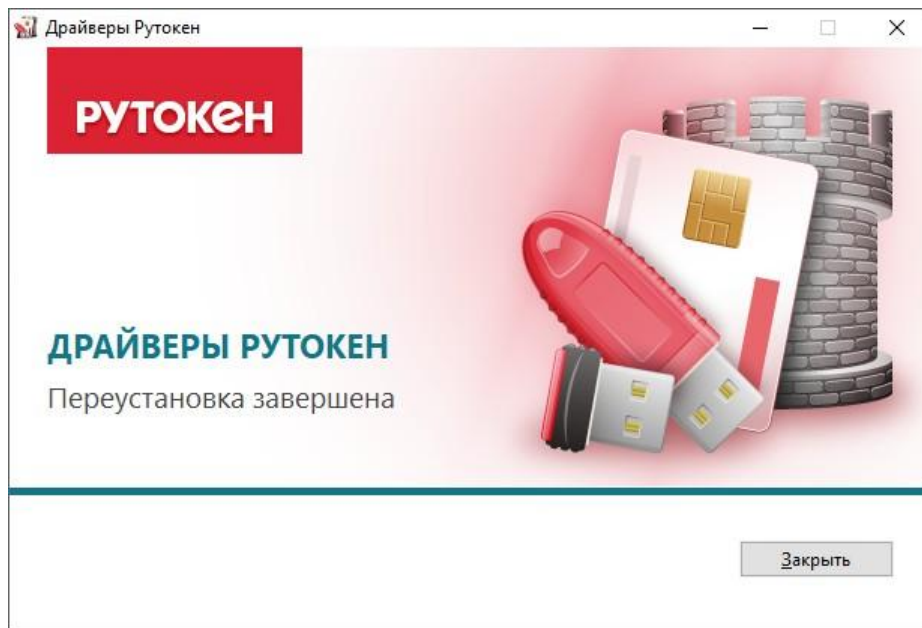 Драйверы Рутокен
РУТОКЕН
ДРАЙВЕРЫ РУТОКЕН
Переустановка завершена
Закрыть